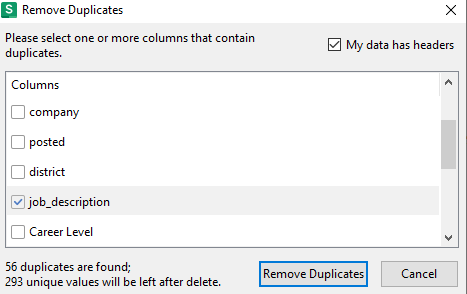 S Remove Duplicates
Please select one or more columns that contain
duplicates.
My data has headers
Columns
company
posted
district
job_description
Career Level
56 duplicates are found;
293 unique values will be left after delete.
Remove Duplicates
Cancel